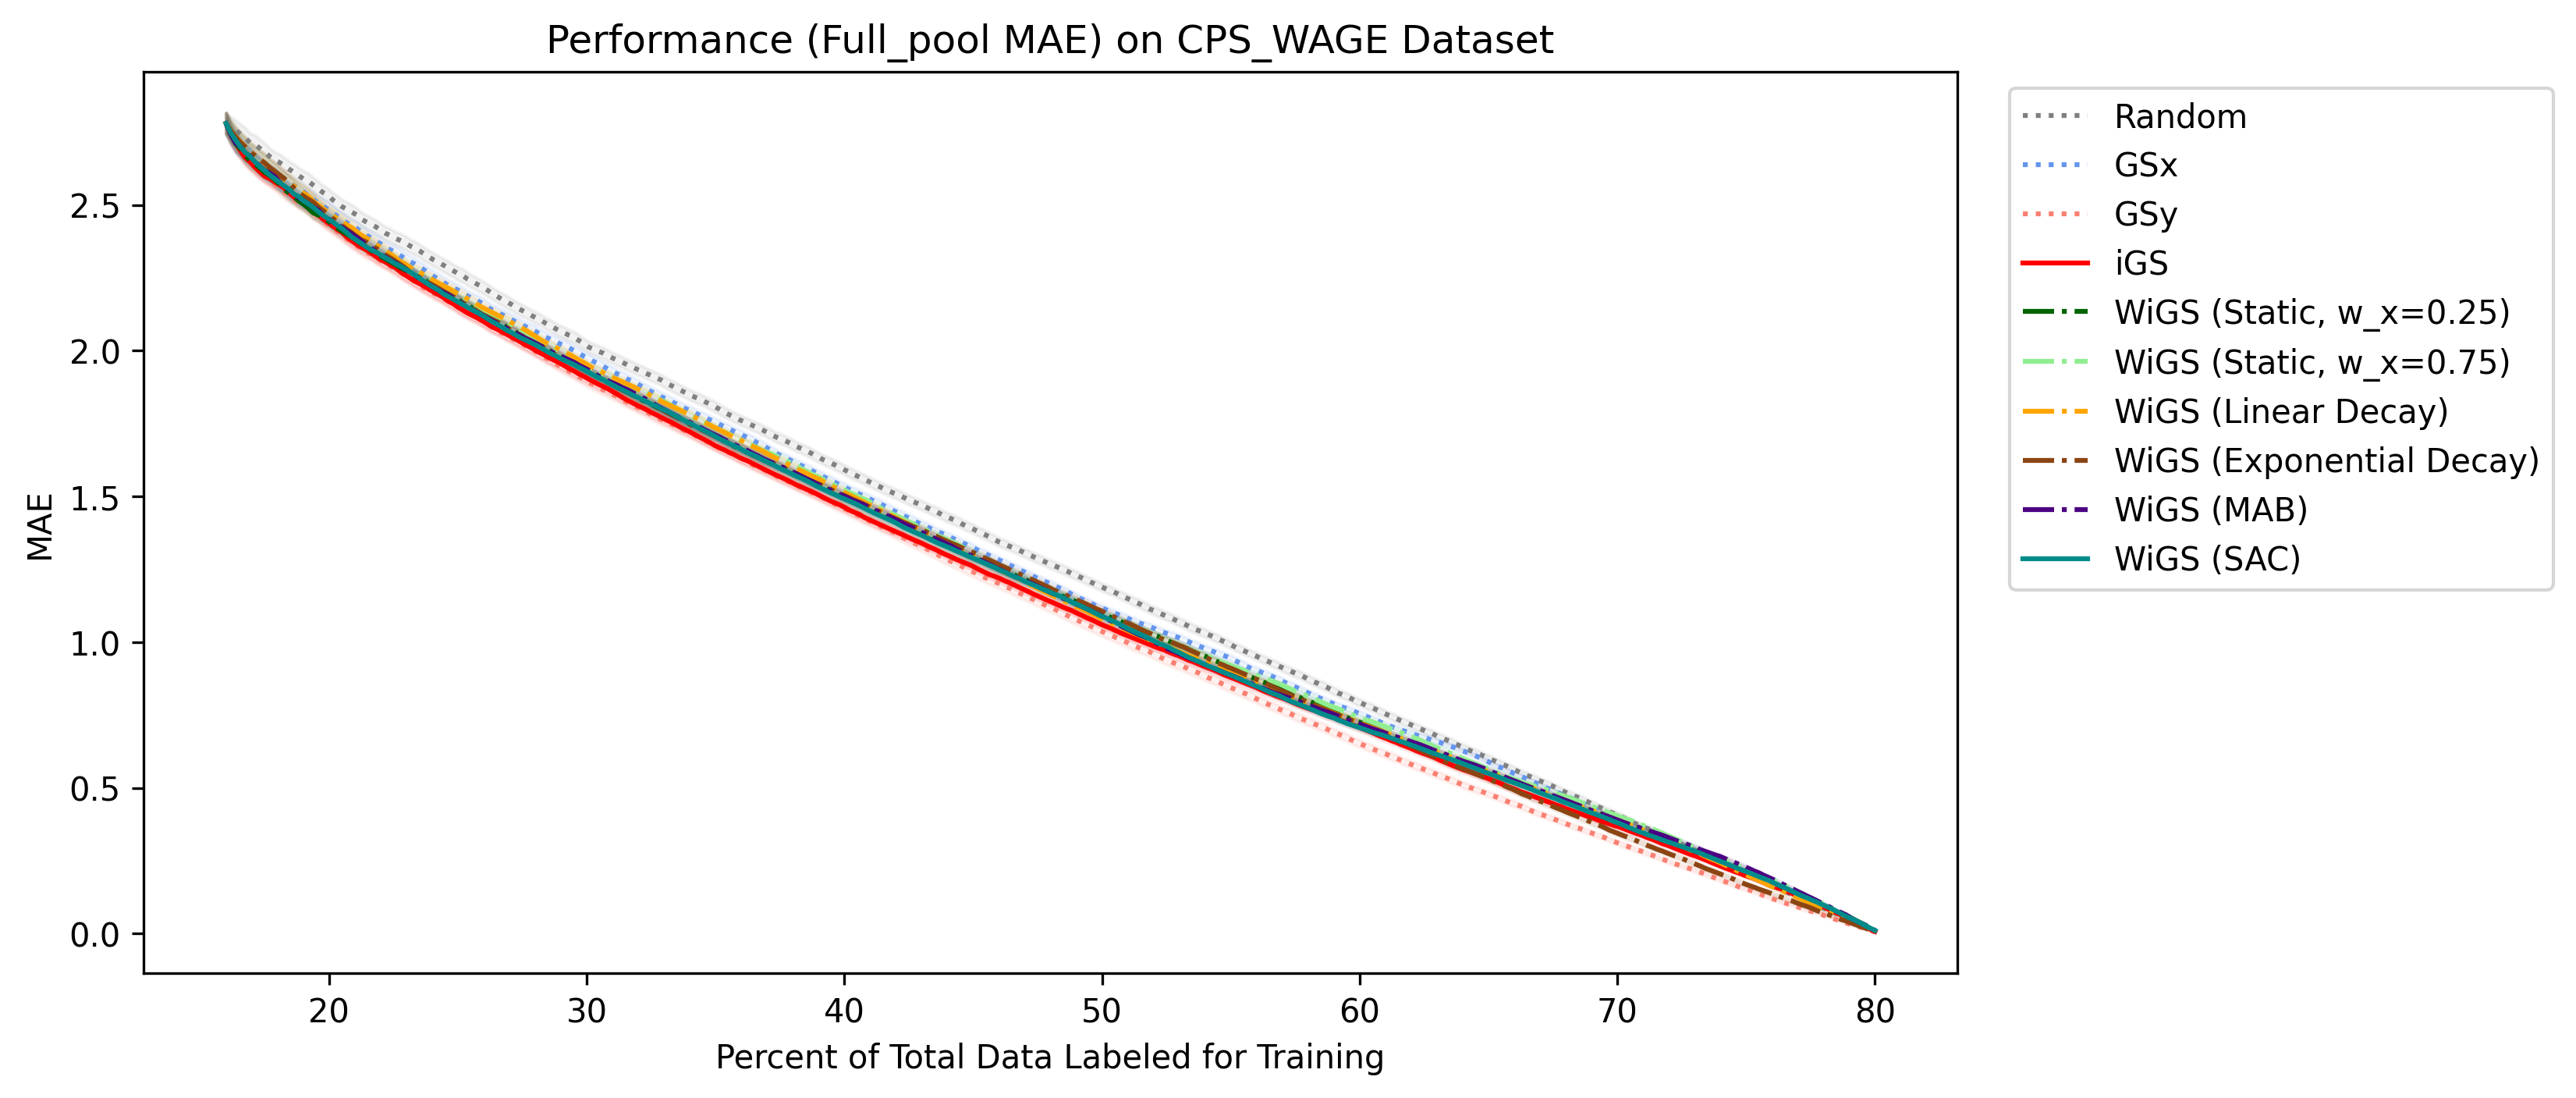 Performance (Full_pool MAE) on CPS_WAGE Dataset
MAE
2.5
2.0
1.5
1.0
0.5
0.0
20 30 40 50 60 70 80
Percent of Total Data Labeled for Training
Random
GSx
GSy
iGS
WiGS (Static, w_x=0.25)
WiGS (Static, w_x=0.75)
WiGS (Linear Decay)
WiGS (Exponential Decay)
WiGS (MAB)
WiGS (SAC)